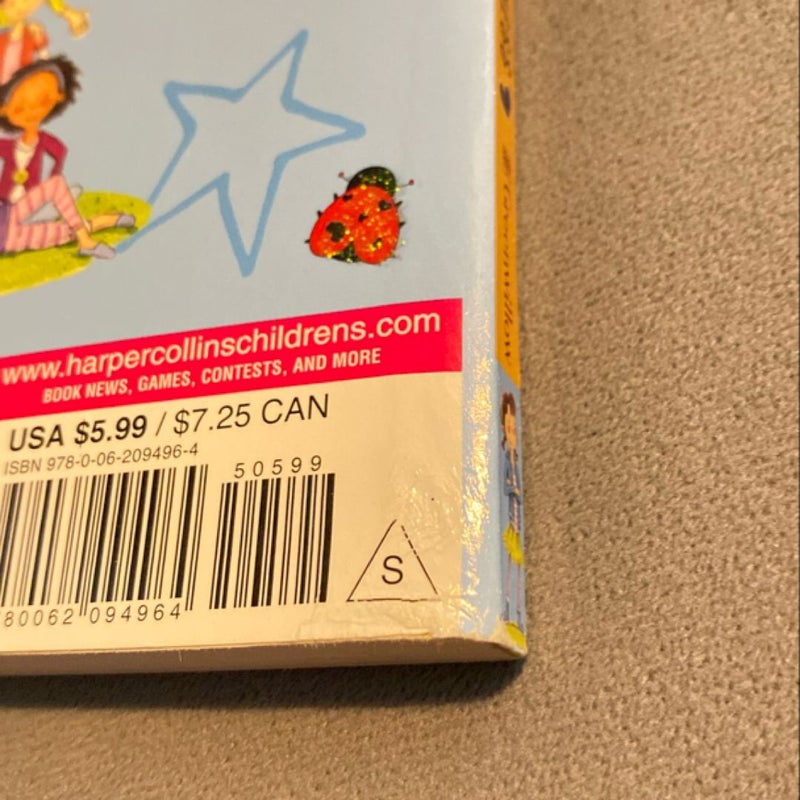 www.harpercollinschildrens.com
BOOK NEWS, GAMES, CONTESTS, AND MORE
USA $5.99 / $7.25 CAN
ISBN 978-0-06-209496-4
50599
80062 094964
S
Greenwillow